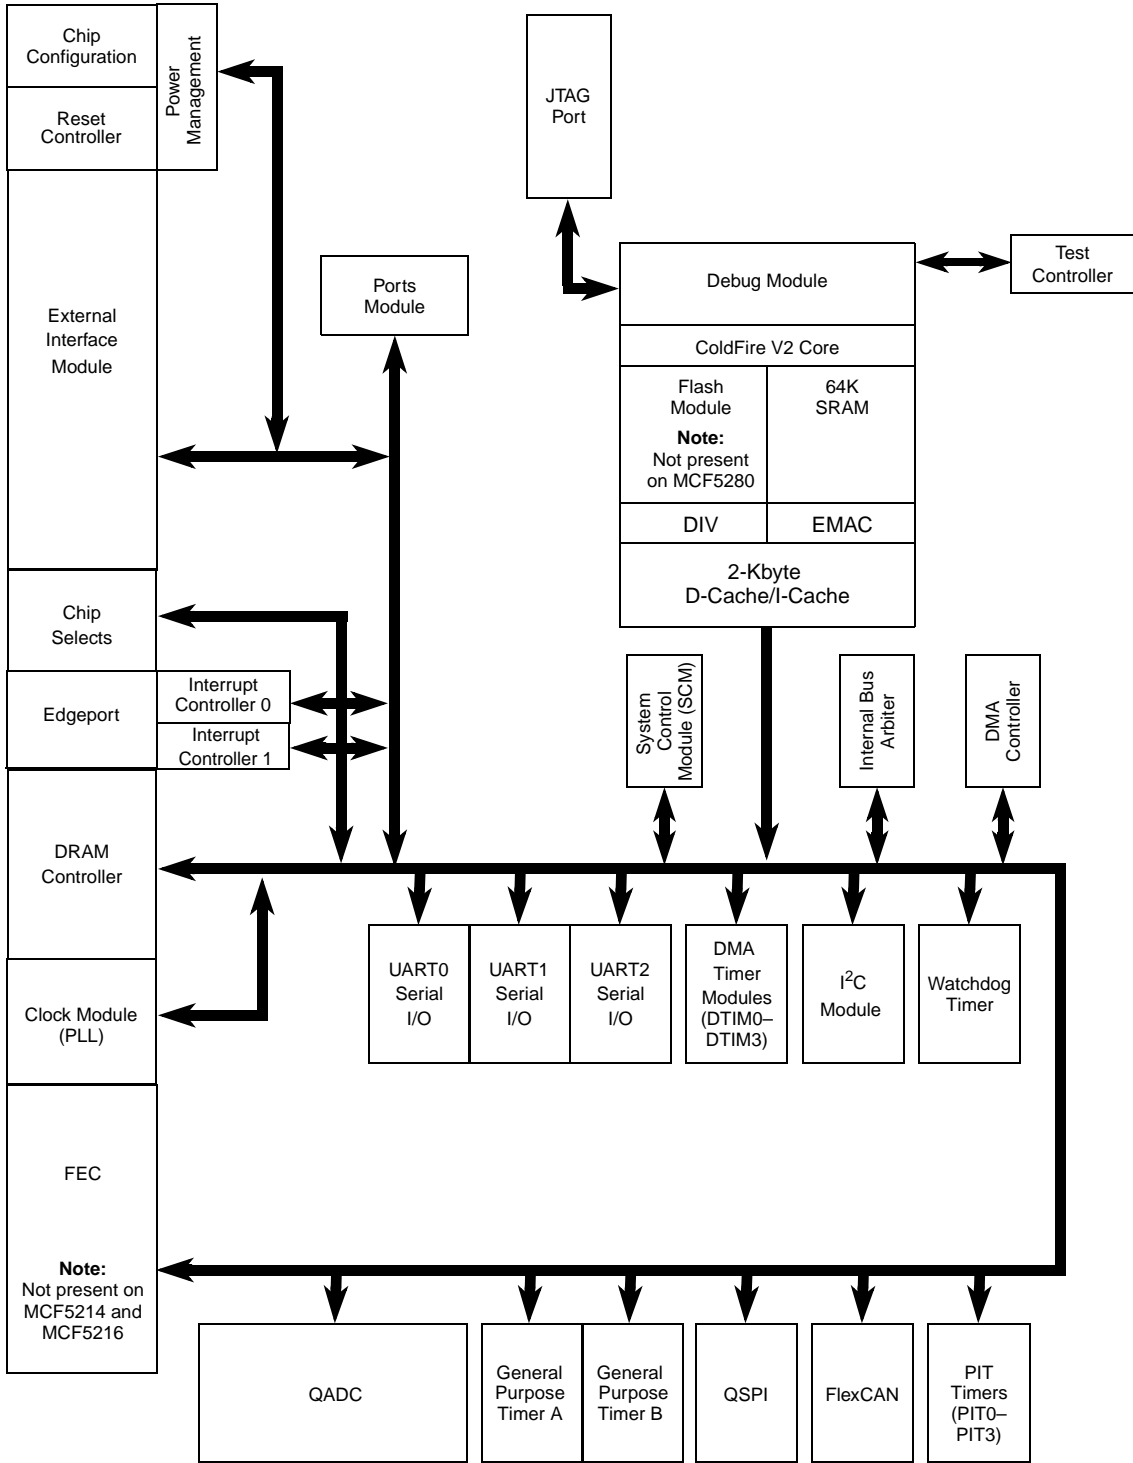 Chip
Configuration
Power
Management
Reset
Controller
JTAG
Port
External
Interface
Module
Ports
Module
Debug Module
Test
Controller
ColdFire V2 Core
Flash
Module
Note:
Not present
on MCF5280
64K
SRAM
DIV
EMAC
2-Kbyte
D-Cache/I-Cache
Chip
Selects
Edgeport
Interrupt
Controller 0
Interrupt
Controller 1
System
Control
Module (SCM)
Internal Bus
Arbiter
DMA
Controller
DRAM
Controller
Clock Module
(PLL)
UART0
Serial
I/O
UART1
Serial
I/O
UART2
Serial
I/O
DMA
Timer
Modules
(DTIM0–
DTIM3)
I²C
Module
Watchdog
Timer
FEC
Note:
Not present on
MCF5214 and
MCF5216
QADC
General
Purpose
Timer A
General
Purpose
Timer B
QSPI
FlexCAN
PIT
Timers
(PIT0–
PIT3)